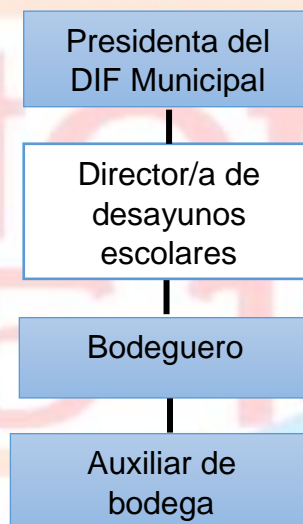 Presidenta del
DIF Municipal
Director/a de
desayunos
escolares
Bodeguero
Auxiliar de
bodega